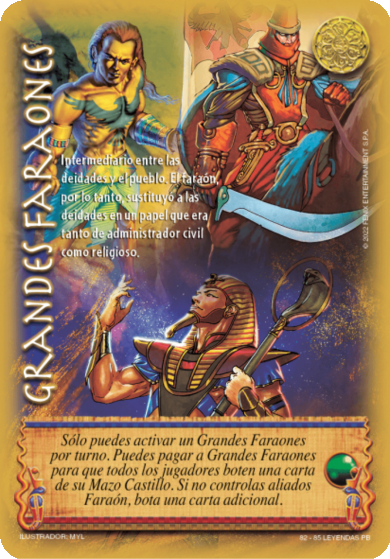 GRANDES FARAONES
Intermediario entre las
deidades y el pueblo. El faraón,
por lo tanto, sustituyó a las
deidades en un papel que era
tanto de administrador civil
como religioso.
© 2022 FENIX ENTERTAINMENT S.P.A.
Sólo puedes activar un Grandes Faraones
por turno. Puedes pagar a Grandes Faraones
para que todos los jugadores boten una carta
de su Mazo Castillo. Si no controlas aliados
Faraón, bota una carta adicional.
ILUSTRADOR: MYL
82 - 85 LEYENDAS PB